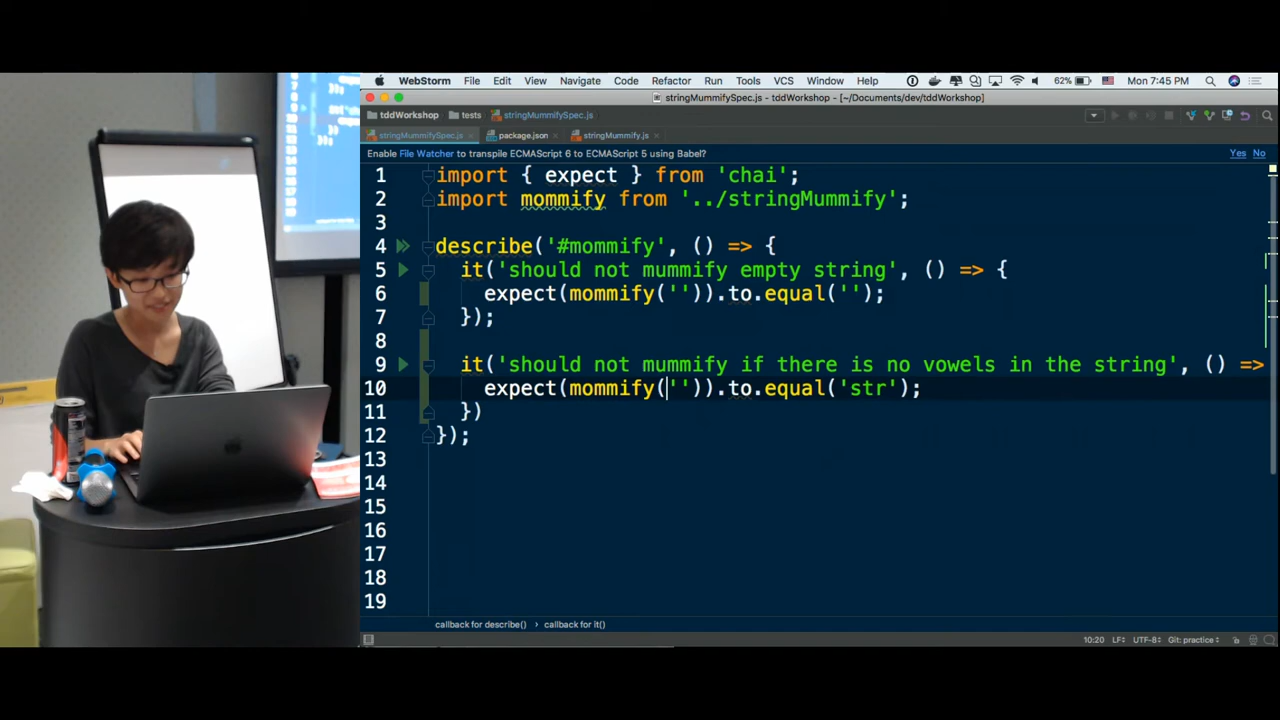 WebStorm File Edit View Navigate Code Refactor Run Tools VCS Window Help 62% Mon 7:45 PM
stringMummifySpec.js - tddWorkshop - [~/Documents/dev/tddWorkshop]
tddWorkshop tests stringMummifySpec.js
stringMummifySpec.js package.json stringMummify.js
Enable File Watcher to transpile ECMAScript 6 to ECMAScript 5 using Babel? Yes No
1 import { expect } from 'chai';
2 import mommify from '../stringMummify';
3
4 describe('#mommify', () => {
5 it('should not mummify empty string', () => {
6 expect(mommify('')).to.equal('');
7 });
8
9 it('should not mummify if there is no vowels in the string', () =>
10 expect(mommify('')).to.equal('str');
11 })
12 });
13
14
15
16
17
18
19
callback for describe() › callback for it()
10:20 LF: UTF-8: Git: practice